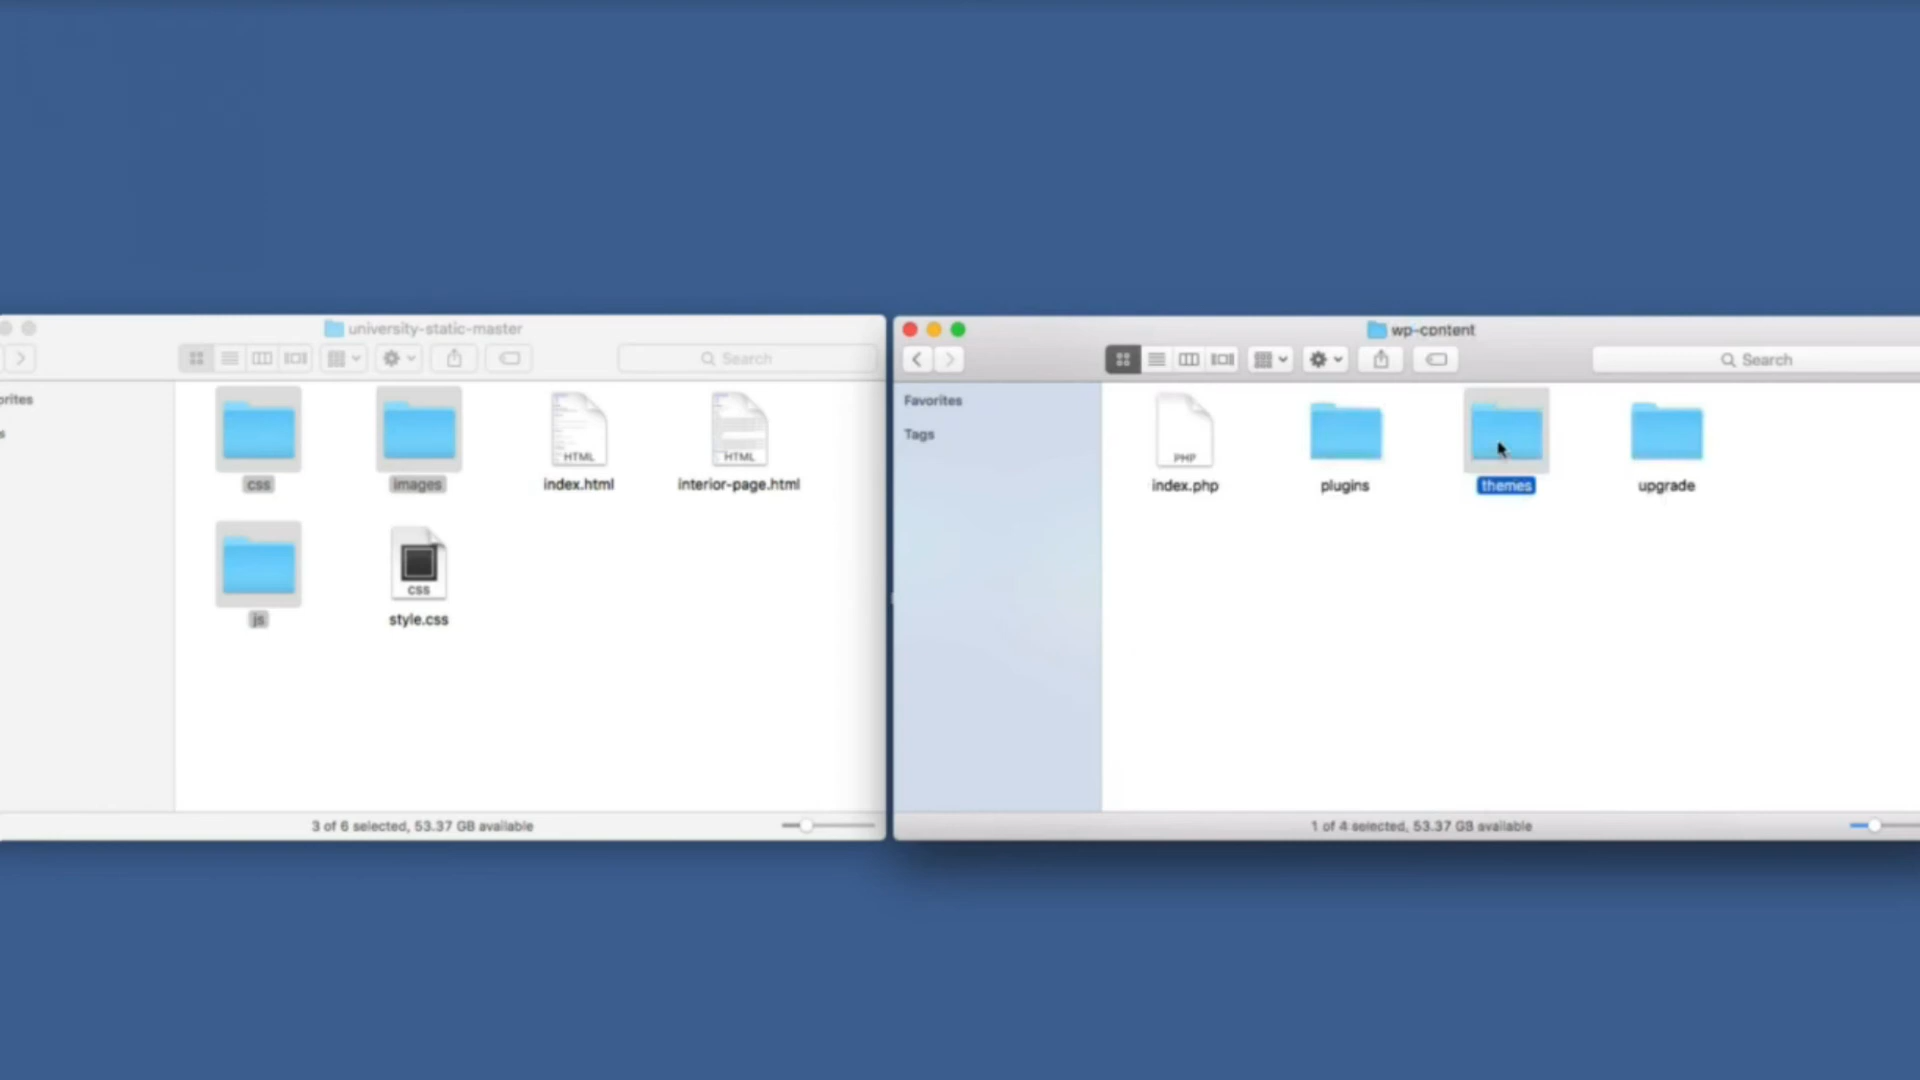 university-static-master
Search
orites
s
css
images
HTML
index.html
HTML
interior-page.html
js
css
style.css
3 of 6 selected, 53.37 GB available
wp-content
Search
Favorites
Tags
PHP
index.php
plugins
themes
upgrade
1 of 4 selected, 53.37 GB available